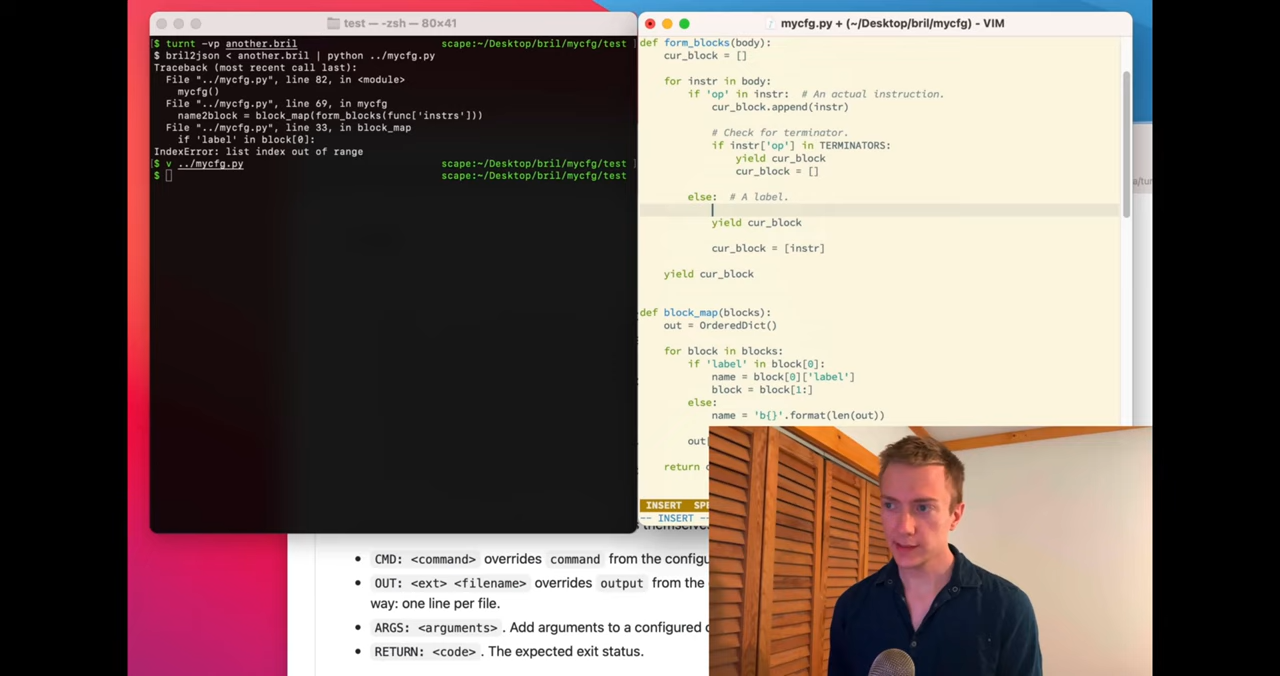 test — -zsh — 80×41
[$ turnt -vp another.bril scape:~/Desktop/bril/mycfg/test ]
$ bril2json < another.bril | python ../mycfg.py
Traceback (most recent call last):
  File "../mycfg.py", line 82, in <module>
    mycfg()
  File "../mycfg.py", line 69, in mycfg
    name2block = block_map(form_blocks(func['instrs']))
  File "../mycfg.py", line 33, in block_map
    if 'label' in block[0]:
IndexError: list index out of range
[$ v ../mycfg.py scape:~/Desktop/bril/mycfg/test ]
$ scape:~/Desktop/bril/mycfg/test
mycfg.py + (~/Desktop/bril/mycfg) - VIM
def form_blocks(body):
    cur_block = []
    for instr in body:
        if 'op' in instr:  # An actual instruction.
            cur_block.append(instr)
            # Check for terminator.
            if instr['op'] in TERMINATORS:
                yield cur_block
                cur_block = []
        else:  # A label.
            yield cur_block
            cur_block = [instr]
    yield cur_block
def block_map(blocks):
    out = OrderedDict()
    for block in blocks:
        if 'label' in block[0]:
            name = block[0]['label']
            block = block[1:]
        else:
            name = 'b{}'.format(len(out))
        out[
    return
INSERT SPE
-- INSERT --
• CMD: <command> overrides command from the configu
• OUT: <ext> <filename> overrides output from the
way: one line per file.
• ARGS: <arguments> . Add arguments to a configured
• RETURN: <code> . The expected exit status.